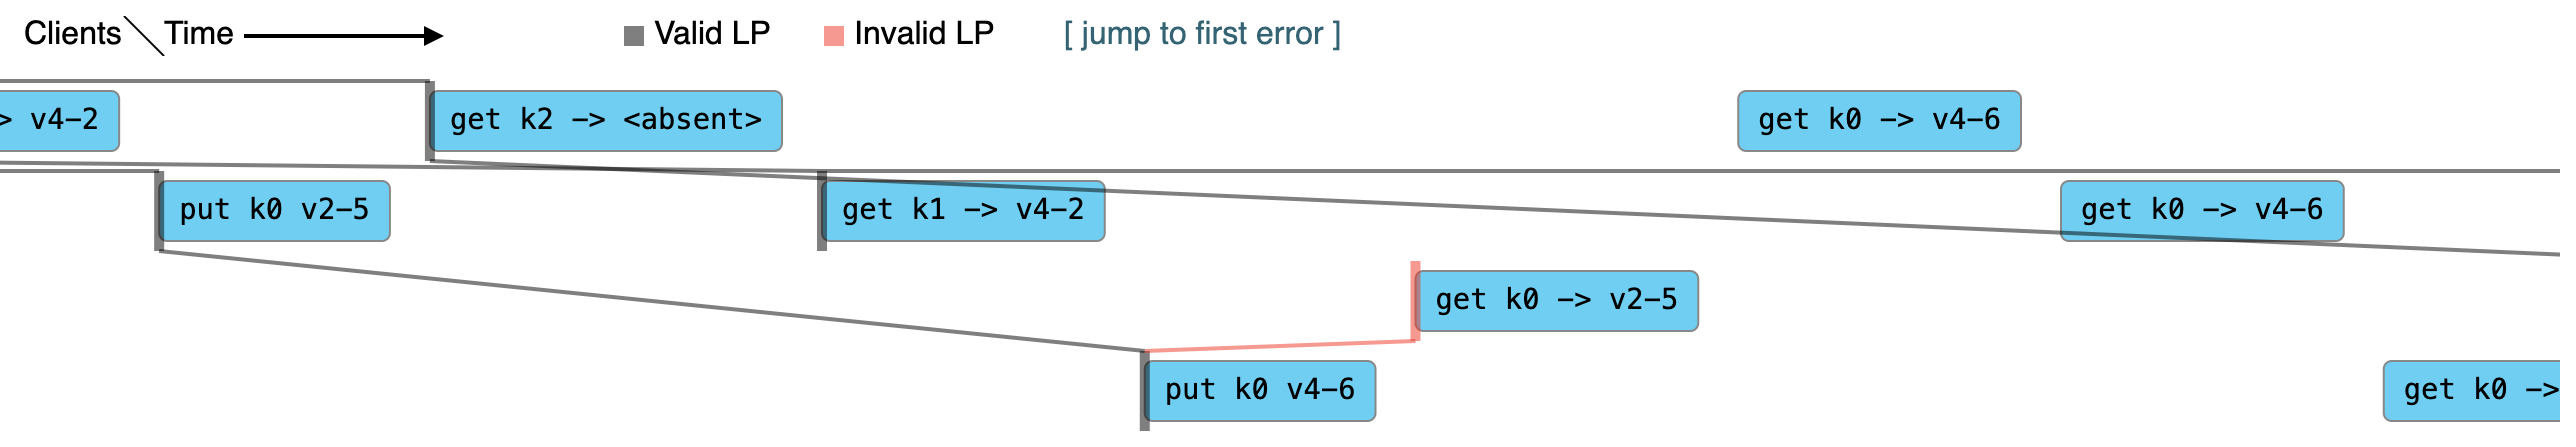 Clients Time Valid LP Invalid LP [ jump to first error ]
> v4-2 get k2 -> <absent> get k0 -> v4-6
put k0 v2-5 get k1 -> v4-2 get k0 -> v4-6
get k0 -> v2-5
put k0 v4-6 get k0 ->